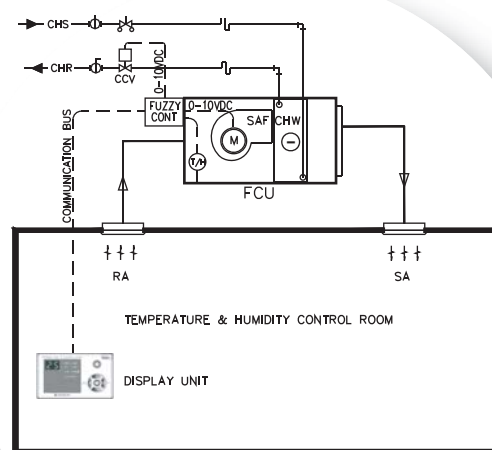 CHS
CHR
CCV
0-10VDC
FUZZY
CONT
0-10VDC
SAF
CHW
M
T/H
FCU
COMMUNICATION BUS
RA
SA
TEMPERATURE & HUMIDITY CONTROL ROOM
DISPLAY UNIT